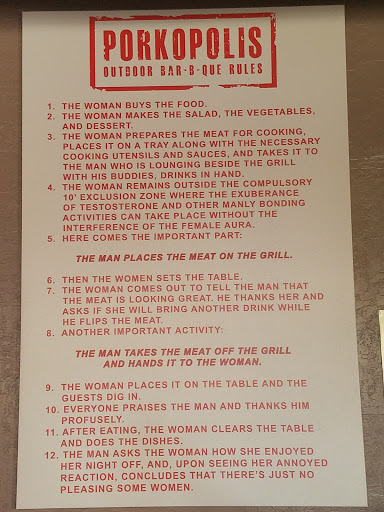 PORKOPOLIS
OUTDOOR BAR-B-QUE RULES
1. THE WOMAN BUYS THE FOOD.
2. THE WOMAN MAKES THE SALAD, THE VEGETABLES,
AND DESSERT.
3. THE WOMAN PREPARES THE MEAT FOR COOKING,
PLACES IT ON A TRAY ALONG WITH THE NECESSARY
COOKING UTENSILS AND SAUCES, AND TAKES IT TO
THE MAN WHO IS LOUNGING BESIDE THE GRILL
WITH HIS BUDDIES, DRINKS IN HAND.
4. THE WOMAN REMAINS OUTSIDE THE COMPULSORY
10' EXCLUSION ZONE WHERE THE EXUBERANCE
OF TESTOSTERONE AND OTHER MANLY BONDING
ACTIVITIES CAN TAKE PLACE WITHOUT THE
INTERFERENCE OF THE FEMALE AURA.
5. HERE COMES THE IMPORTANT PART:
THE MAN PLACES THE MEAT ON THE GRILL.
6. THEN THE WOMEN SETS THE TABLE.
7. THE WOMAN COMES OUT TO TELL THE MAN THAT
THE MEAT IS LOOKING GREAT. HE THANKS HER AND
ASKS IF SHE WILL BRING ANOTHER DRINK WHILE
HE FLIPS THE MEAT.
8. ANOTHER IMPORTANT ACTIVITY:
THE MAN TAKES THE MEAT OFF THE GRILL
AND HANDS IT TO THE WOMAN.
9. THE WOMAN PLACES IT ON THE TABLE AND THE
GUESTS DIG IN.
10. EVERYONE PRAISES THE MAN AND THANKS HIM
PROFUSELY.
11. AFTER EATING, THE WOMAN CLEARS THE TABLE
AND DOES THE DISHES.
12. THE MAN ASKS THE WOMAN HOW SHE ENJOYED
HER NIGHT OFF, AND, UPON SEEING HER ANNOYED
REACTION, CONCLUDES THAT THERE'S JUST NO
PLEASING SOME WOMEN.